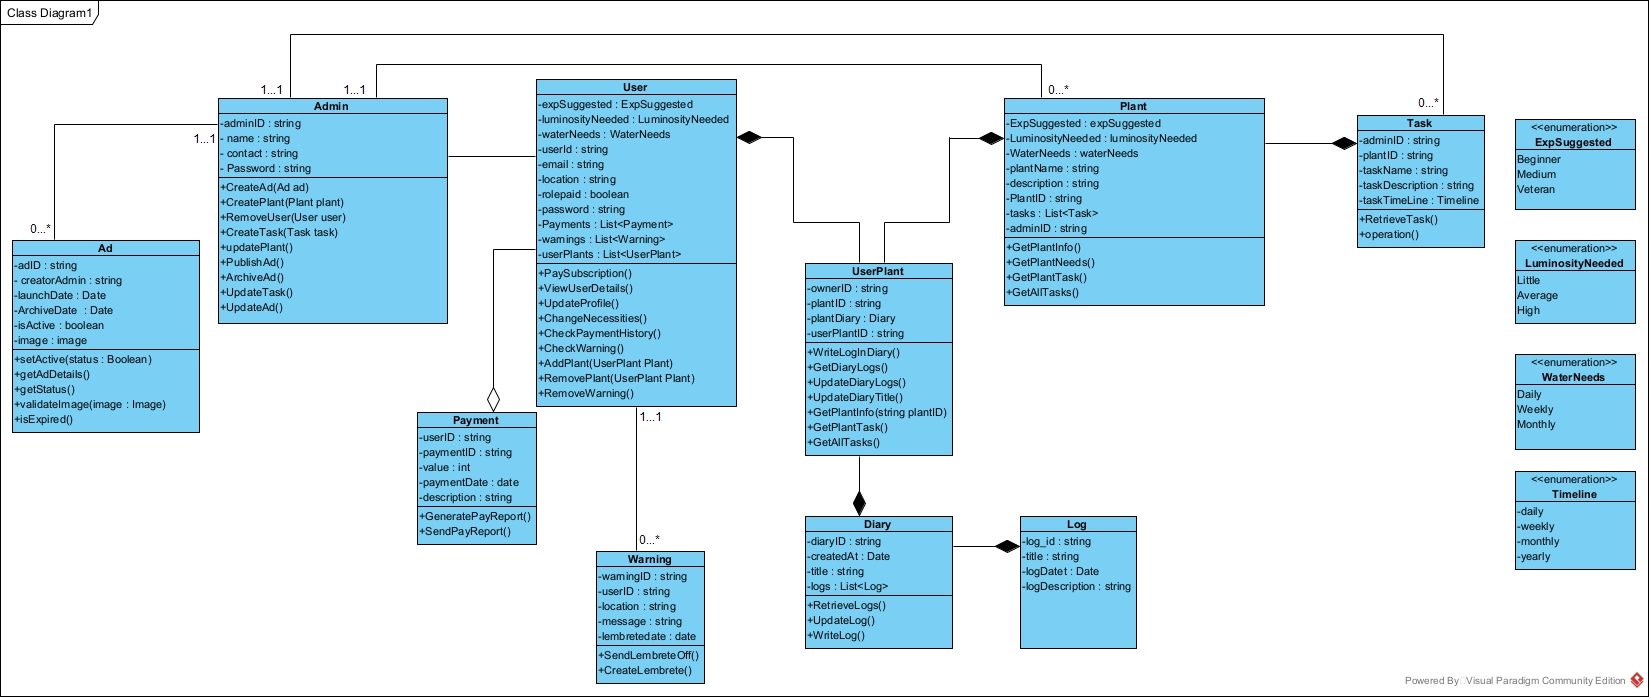 Class Diagram1
1...1
1...1
0...*
0...*
1...1
0...*
Admin
-adminID : string
- name : string
- contact : string
- Password : string
+CreateAd(Ad ad)
+CreatePlant(Plant plant)
+RemoveUser(User user)
+CreateTask(Task task)
+updatePlant()
+PublishAd()
+ArchiveAd()
+UpdateTask()
+UpdateAd()
User
-expSuggested : ExpSuggested
-luminosityNeeded : LuminosityNeeded
-waterNeeds : WaterNeeds
-userId : string
-email : string
-location : string
-rolepaid : boolean
-password : string
-Payments : List<Payment>
-warnings : List<Warning>
-userPlants : List<UserPlant>
+PaySubscription()
+ViewUserDetails()
+UpdateProfile()
+ChangeNecessities()
+CheckPaymentHistory()
+CheckWarning()
+AddPlant(UserPlant Plant)
+RemovePlant(UserPlant Plant)
+RemoveWarning()
Plant
-ExpSuggested : expSuggested
-LuminosityNeeded : luminosityNeeded
-WaterNeeds : waterNeeds
-plantName : string
-description : string
-PlantID : string
-tasks : List<Task>
-adminID : string
+GetPlantInfo()
+GetPlantNeeds()
+GetPlantTask()
+GetAllTasks()
Task
-adminID : string
-plantID : string
-taskName : string
-taskDescription : string
-taskTimeLine : Timeline
+RetrieveTask()
+operation()
<<enumeration>>
ExpSuggested
Beginner
Medium
Veteran
<<enumeration>>
LuminosityNeeded
Little
Average
High
<<enumeration>>
WaterNeeds
Daily
Weekly
Monthly
<<enumeration>>
Timeline
-daily
-weekly
-monthly
-yearly
Ad
-adID : string
- creatorAdmin : string
-launchDate : Date
-ArchiveDate : Date
-isActive : boolean
-image : image
+setActive(status : Boolean)
+getAdDetails()
+getStatus()
+validateImage(image : Image)
+isExpired()
UserPlant
-ownerID : string
-plantID : string
-plantDiary : Diary
-userPlantID : string
+WriteLogInDiary()
+GetDiaryLogs()
+UpdateDiaryLogs()
+UpdateDiaryTitle()
+GetPlantInfo(string plantID)
+GetPlantTask()
+GetAllTasks()
Payment
-userID : string
-paymentID : string
-value : int
-paymentDate : date
-description : string
+GeneratePayReport()
+SendPayReport()
1...1
0...*
Warning
-warningID : string
-userID : string
-location : string
-message : string
-lembretedate : date
+SendLembreteOff()
+CreateLembrete()
Diary
-diaryID : string
-createdAt : Date
-title : string
-logs : List<Log>
+RetrieveLogs()
+UpdateLog()
+WriteLog()
Log
-log_id : string
-title : string
-logDatet : Date
-logDescription : string
Powered By Visual Paradigm Community Edition